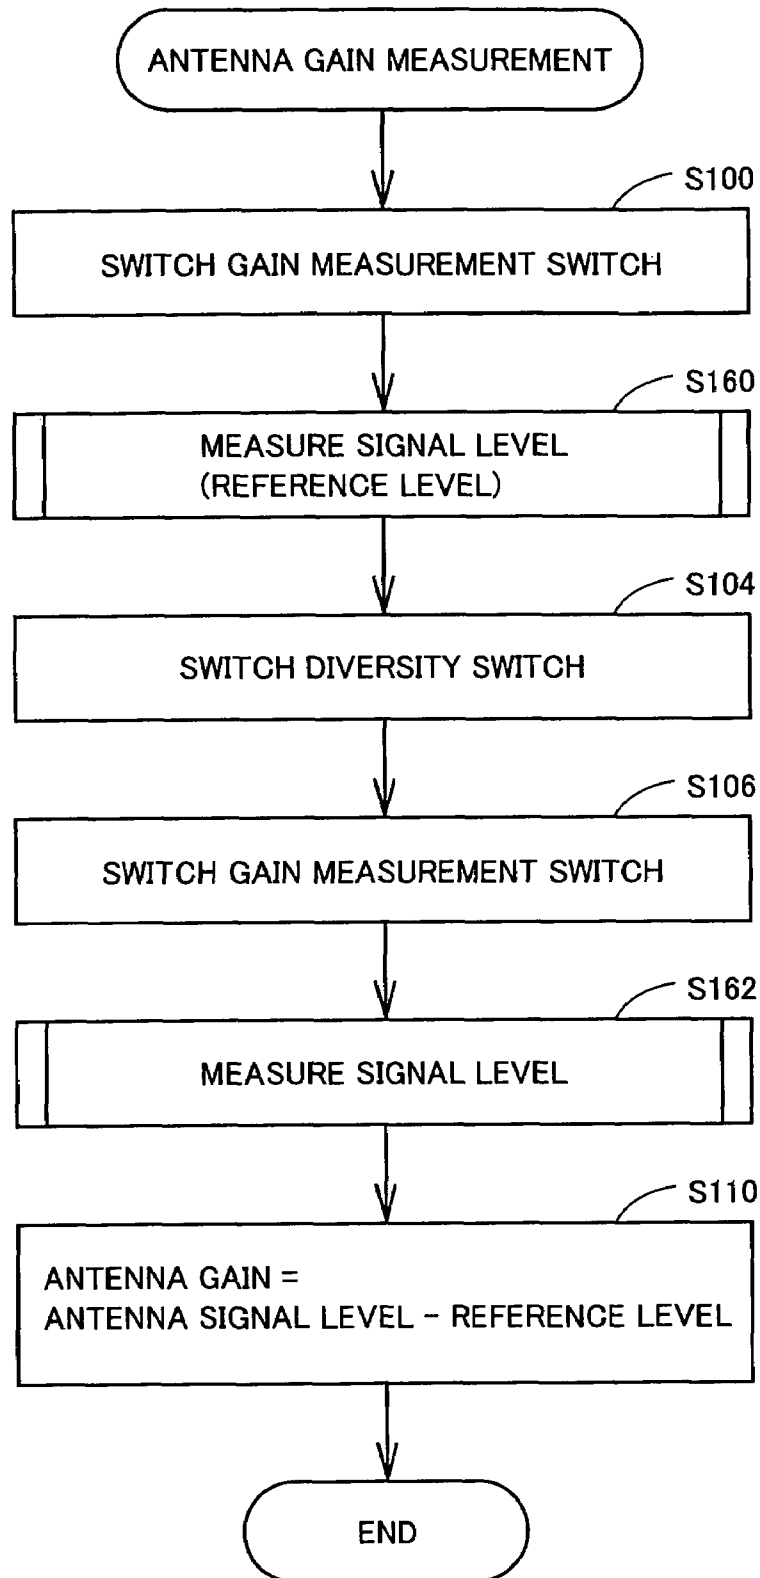 ANTENNA GAIN MEASUREMENT
S100
SWITCH GAIN MEASUREMENT SWITCH
S160
MEASURE SIGNAL LEVEL
(REFERENCE LEVEL)
S104
SWITCH DIVERSITY SWITCH
S106
SWITCH GAIN MEASUREMENT SWITCH
S162
MEASURE SIGNAL LEVEL
S110
ANTENNA GAIN =
ANTENNA SIGNAL LEVEL - REFERENCE LEVEL
END